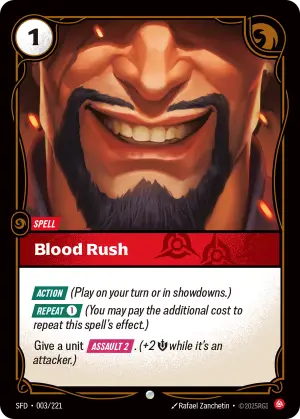 1
SPELL
Blood Rush
ACTION (Play on your turn or in showdowns.)
REPEAT 1 (You may pay the additional cost to
repeat this spell's effect.)
Give a unit ASSAULT 2. (+2 while it's an
attacker.)
SFD • 003/221 Rafael Zanchetin • ©2025RGI